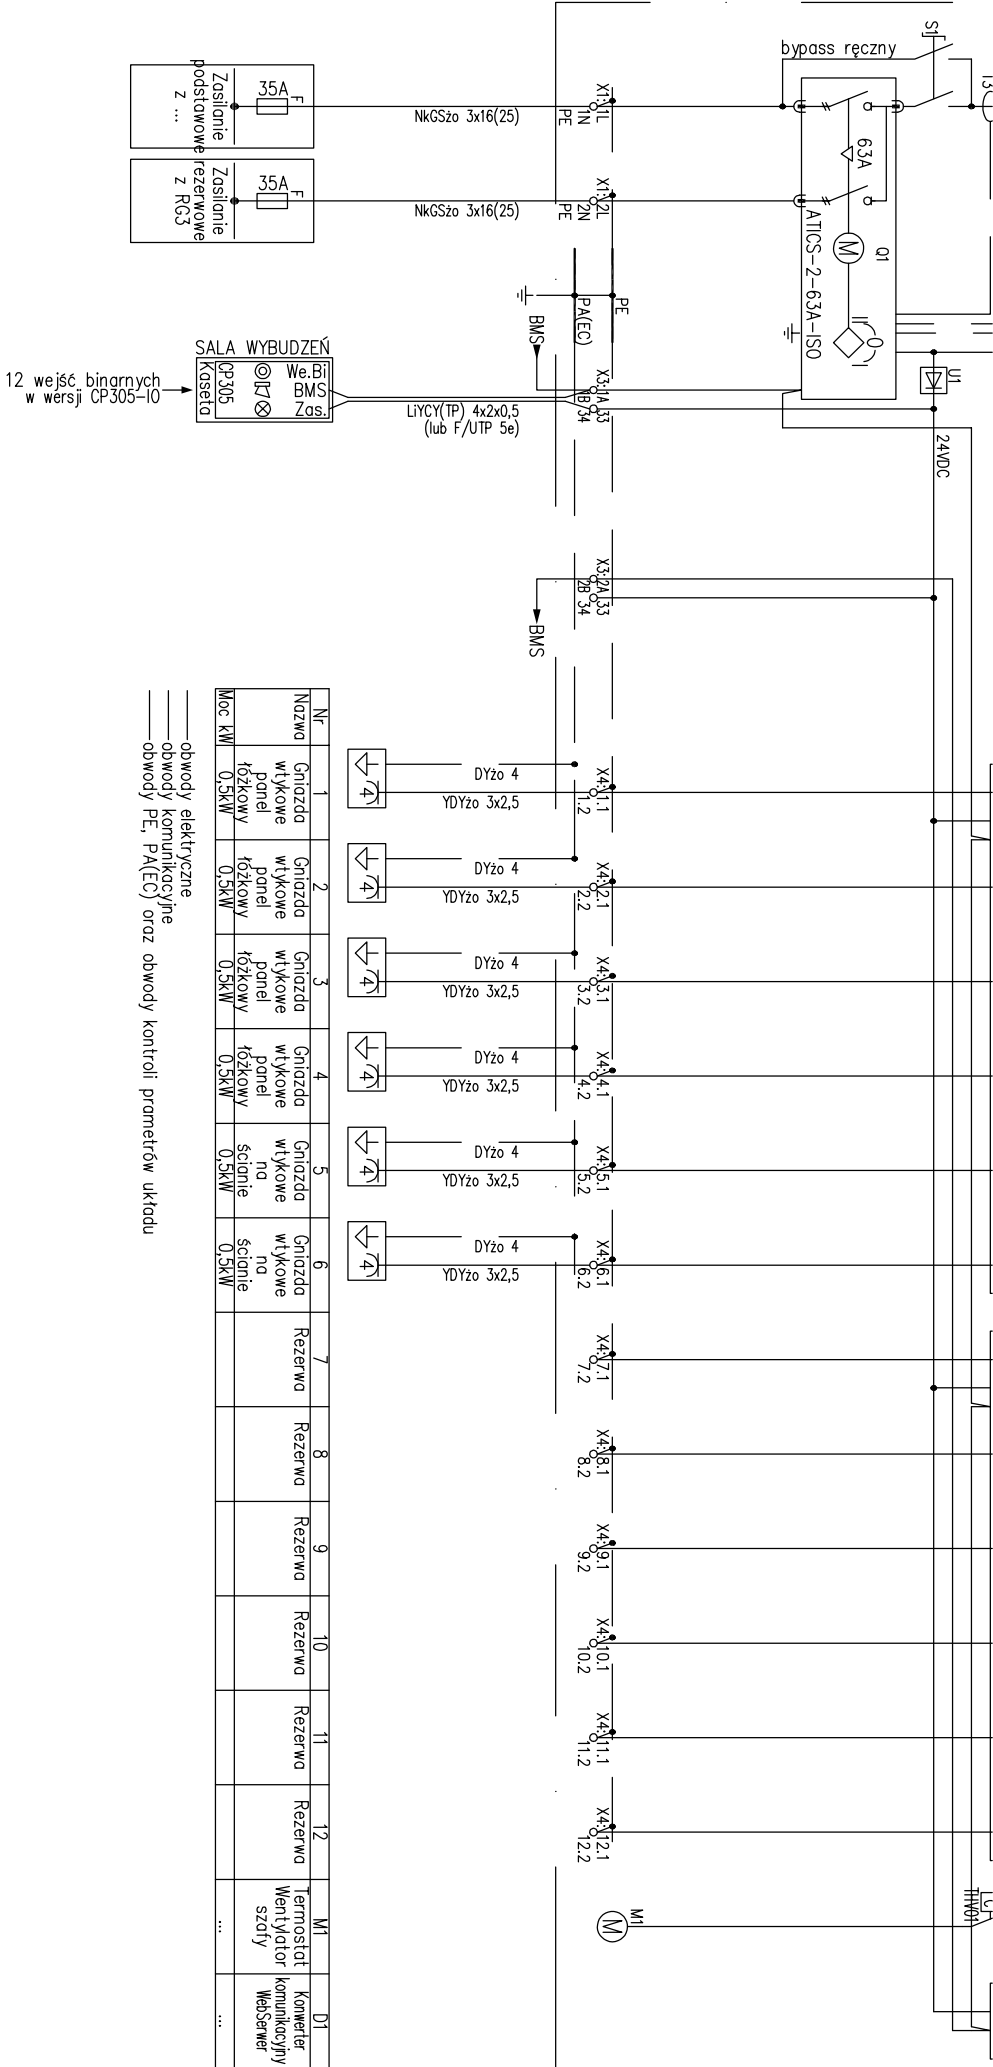 S1
bypass ręczny
Zasilanie
podstawowe
z ...
35A
F
NkGSżo 3x16(25)
X1:1L
1N
PE
63A
Zasilanie
rezerwowe
z RG3
35A
F
NkGSżo 3x16(25)
X1:2L
2N
PE
M
Q1
ATICS-2-63A-ISO
II
0
I
PE
PA(EC)
BMS
SALA WYBUDZEŃ
12 wejść binarnych
w wersji CP305-IO
We.Bi
BMS
Zas.
CP305
Kaseta
LiYCY(TP) 4x2x0,5
(lub F/UTP 5e)
X3:1A 33
1B 34
U1
24VDC
X3:2A 33
2B 34
BMS
Nr
Nazwa
Moc kW
1
Gniazda
wtykowe
panel
łóżkowy
0,5kW
4
DYżo 4
YDYżo 3x2,5
X4:1.1
1.2
2
Gniazda
wtykowe
panel
łóżkowy
0,5kW
4
DYżo 4
YDYżo 3x2,5
X4:2.1
2.2
3
Gniazda
wtykowe
panel
łóżkowy
0,5kW
4
DYżo 4
YDYżo 3x2,5
X4:3.1
3.2
4
Gniazda
wtykowe
panel
łóżkowy
0,5kW
4
DYżo 4
YDYżo 3x2,5
X4:4.1
4.2
5
Gniazda
wtykowe
na
ścianie
0,5kW
4
DYżo 4
YDYżo 3x2,5
X4:5.1
5.2
6
Gniazda
wtykowe
na
ścianie
0,5kW
4
DYżo 4
YDYżo 3x2,5
X4:6.1
6.2
7
Rezerwa
X4:7.1
7.2
8
Rezerwa
X4:8.1
8.2
9
Rezerwa
X4:9.1
9.2
10
Rezerwa
X4:10.1
10.2
11
Rezerwa
X4:11.1
11.2
12
Rezerwa
X4:12.1
12.2
M1
Termostat
Wentylator
szafy
...
M1
M
THV01
D1
Konwerter
komunikacyjny
WebSerwer
...
obwody elektryczne
obwody komunikacyjne
obwody PE, PA(EC) oraz obwody kontroli prametrów układu